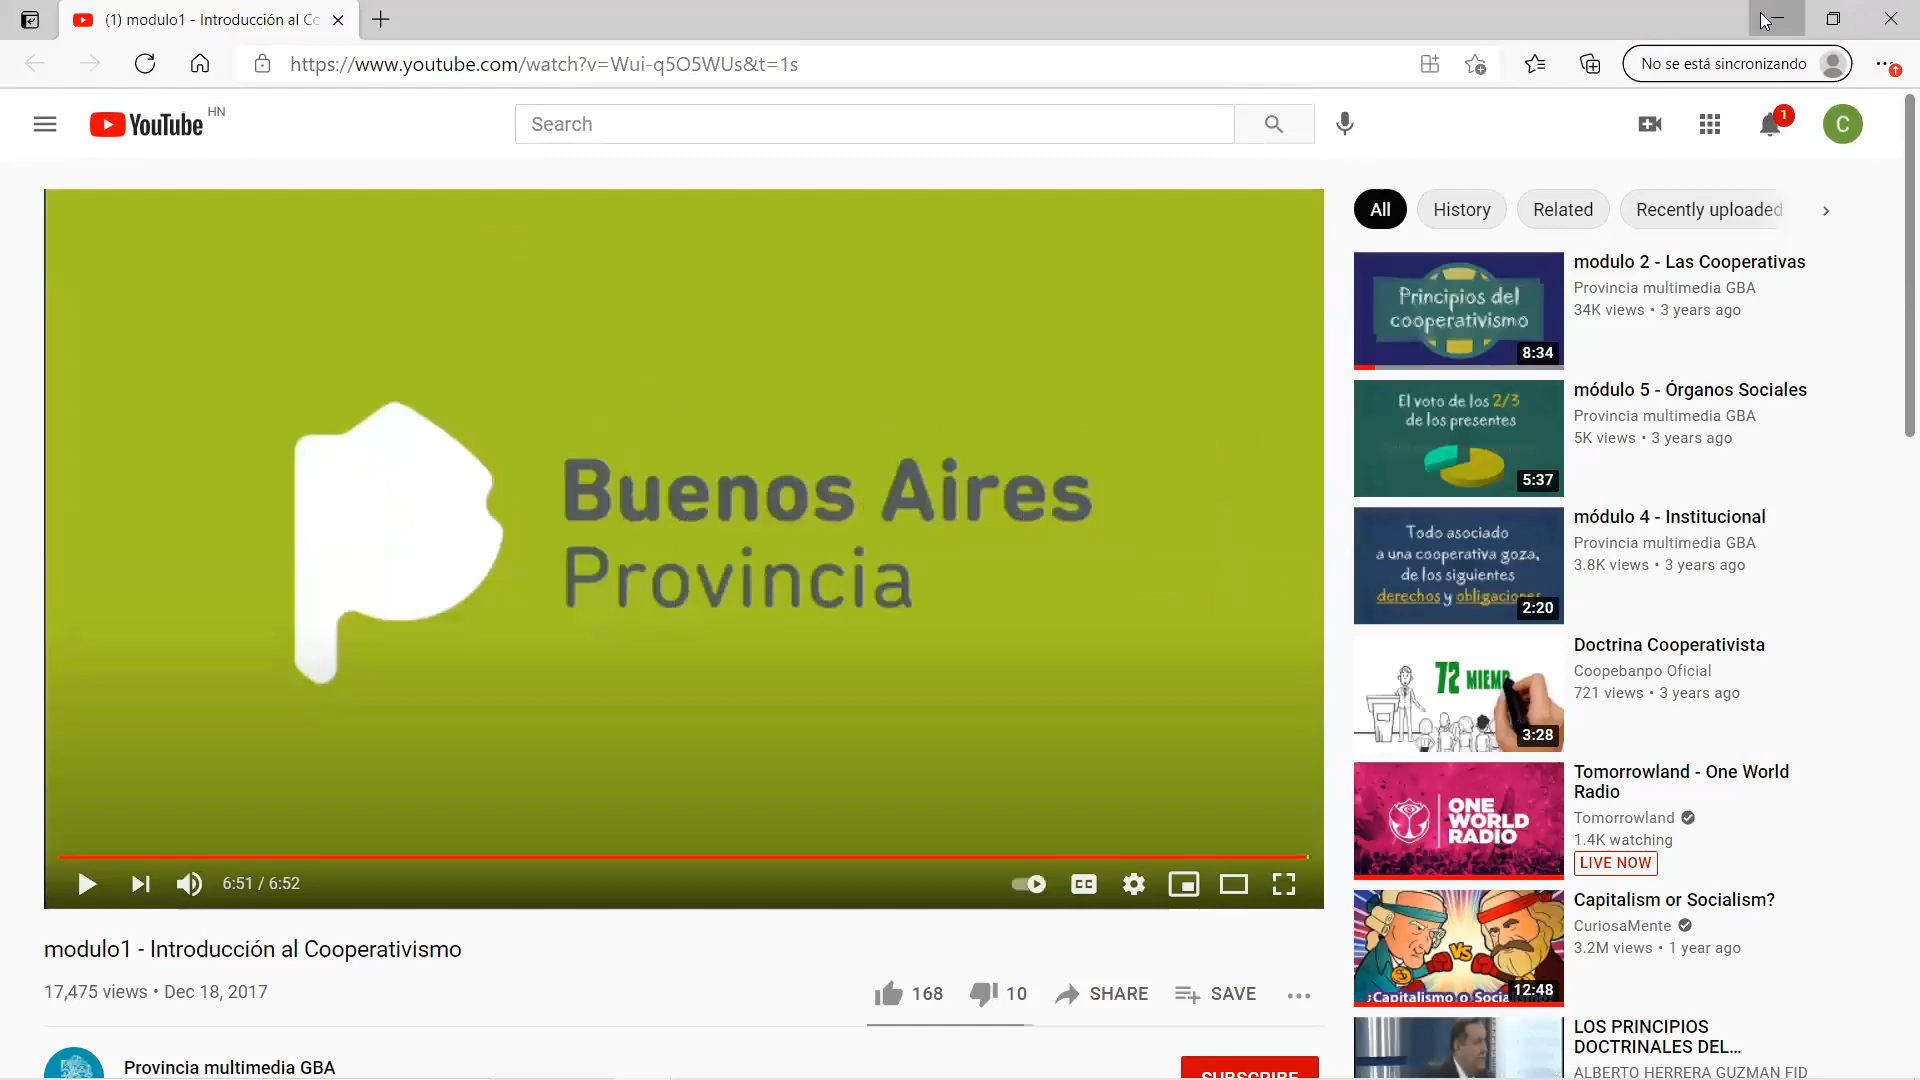 (1) modulo1 - Introducción al Co
https://www.youtube.com/watch?v=Wui-q5O5WUs&t=1s
No se está sincronizando
YouTube HN
Search
1
C
Buenos Aires
Provincia
6:51 / 6:52
CC
modulo1 - Introducción al Cooperativismo
17,475 views • Dec 18, 2017
168
10
SHARE
SAVE
Provincia multimedia GBA
SUBSCRIBE
All
History
Related
Recently uploaded
Principios del
cooperativismo
8:34
modulo 2 - Las Cooperativas
Provincia multimedia GBA
34K views • 3 years ago
El voto de los 2/3
de los presentes
5:37
módulo 5 - Órganos Sociales
Provincia multimedia GBA
5K views • 3 years ago
Todo asociado
a una cooperativa goza,
de los siguientes
derechos y obligaciones
2:20
módulo 4 - Institucional
Provincia multimedia GBA
3.8K views • 3 years ago
72 MIEMB
3:28
Doctrina Cooperativista
Coopebanpo Oficial
721 views • 3 years ago
ONE
WORLD
RADIO
Tomorrowland - One World
Radio
Tomorrowland
1.4K watching
LIVE NOW
VS
¿Capitalismo o Socia
12:48
Capitalism or Socialism?
CuriosaMente
3.2M views • 1 year ago
LOS PRINCIPIOS
DOCTRINALES DEL...
ALBERTO HERRERA GUZMAN FID